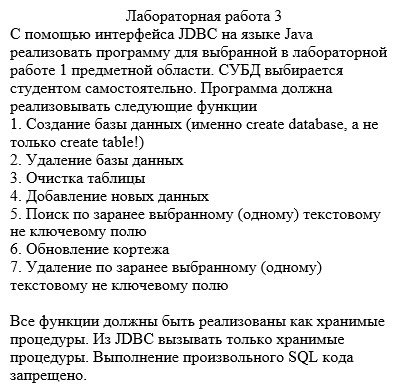 Лабораторная работа 3
С помощью интерфейса JDBC на языке Java
реализовать программу для выбранной в лабораторной
работе 1 предметной области. СУБД выбирается
студентом самостоятельно. Программа должна
реализовывать следующие функции
1. Создание базы данных (именно create database, а не
только create table!)
2. Удаление базы данных
3. Очистка таблицы
4. Добавление новых данных
5. Поиск по заранее выбранному (одному) текстовому
не ключевому полю
6. Обновление кортежа
7. Удаление по заранее выбранному (одному)
текстовому не ключевому полю
Все функции должны быть реализованы как хранимые
процедуры. Из JDBC вызывать только хранимые
процедуры. Выполнение произвольного SQL кода
запрещено.